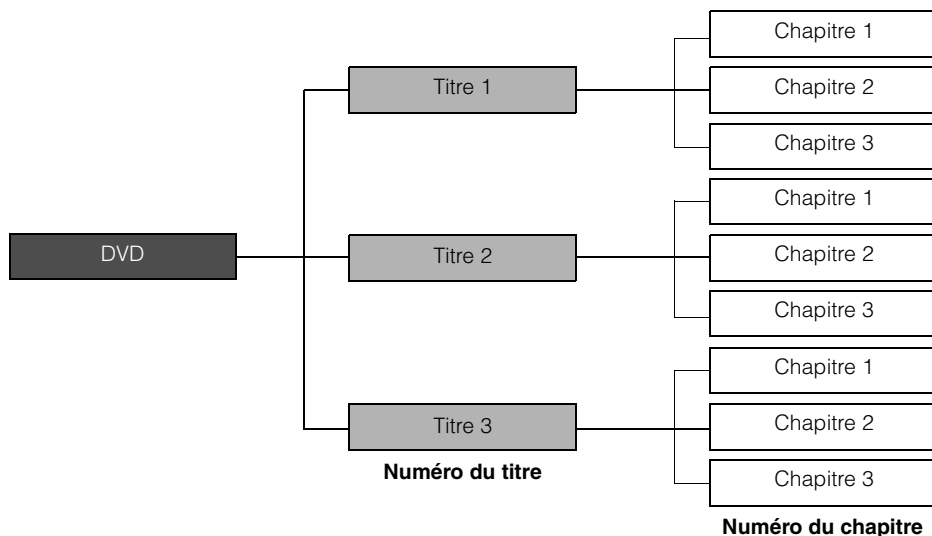 Chapitre 1
Titre 1
Chapitre 2
Chapitre 3
Chapitre 1
DVD
Titre 2
Chapitre 2
Chapitre 3
Chapitre 1
Titre 3
Chapitre 2
Numéro du titre
Chapitre 3
Numéro du chapitre